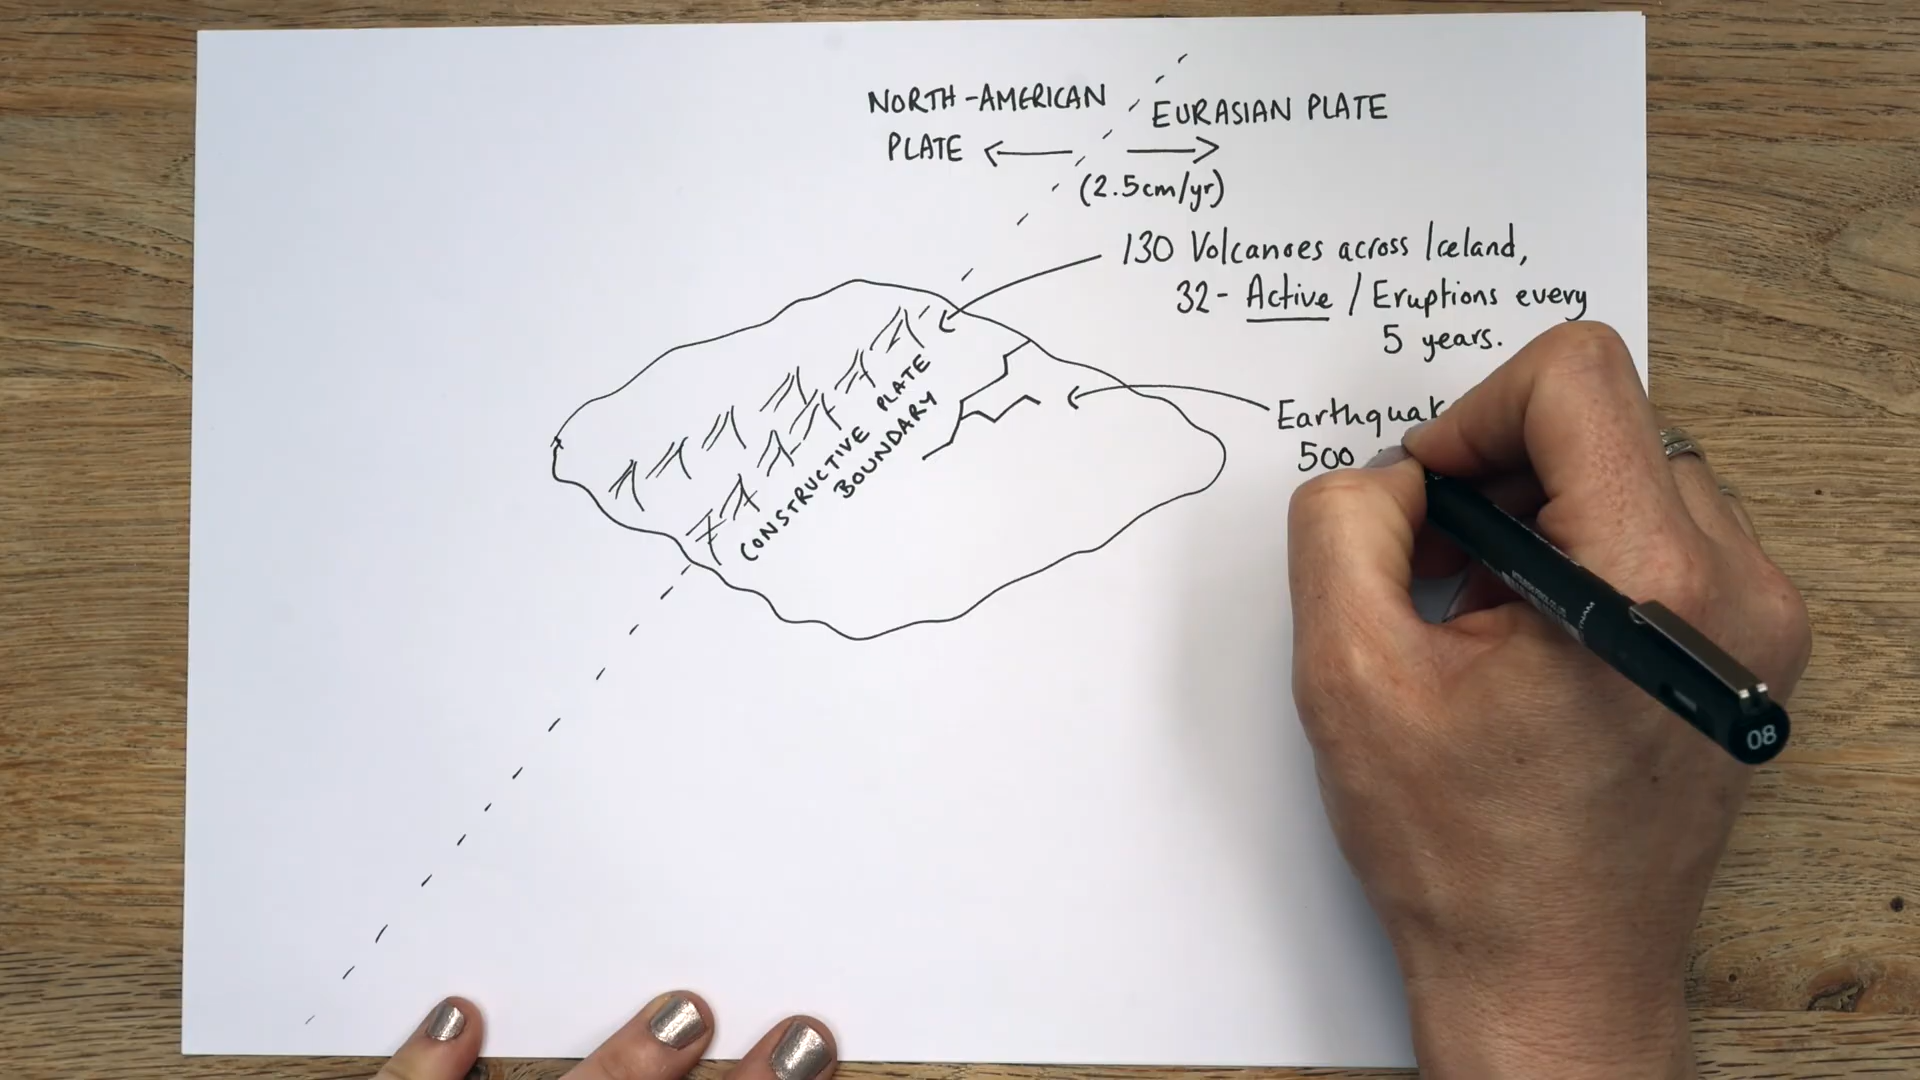 NORTH-AMERICAN
PLATE
EURASIAN PLATE
(2.5cm/yr)
130 Volcanoes across Iceland,
32- Active / Eruptions every
5 years.
CONSTRUCTIVE PLATE
BOUNDARY
500
08